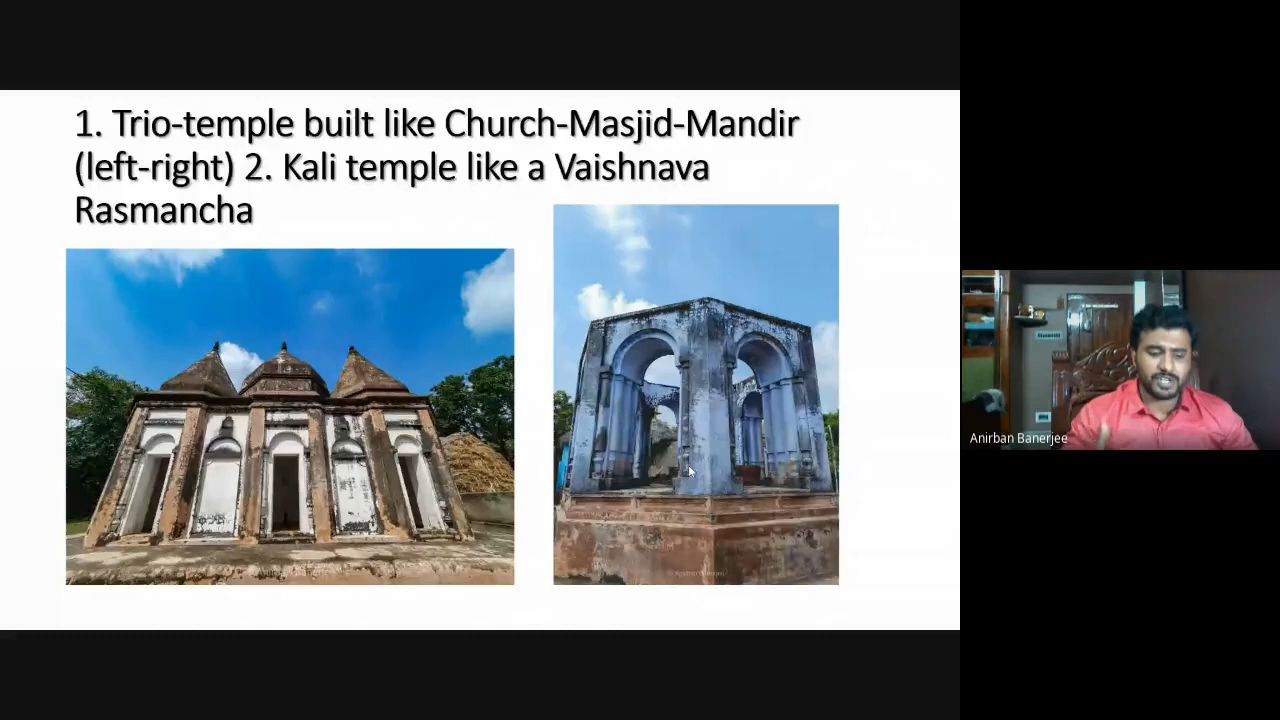 1. Trio-temple built like Church-Masjid-Mandir
(left-right) 2. Kali temple like a Vaishnava
Rasmancha
Anirban Banerjee